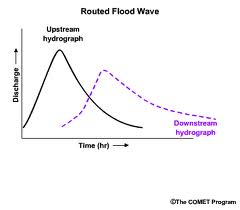 Routed Flood Wave
Upstream
hydrograph
Discharge
Downstream
hydrograph
Time (hr)
©The COMET Program